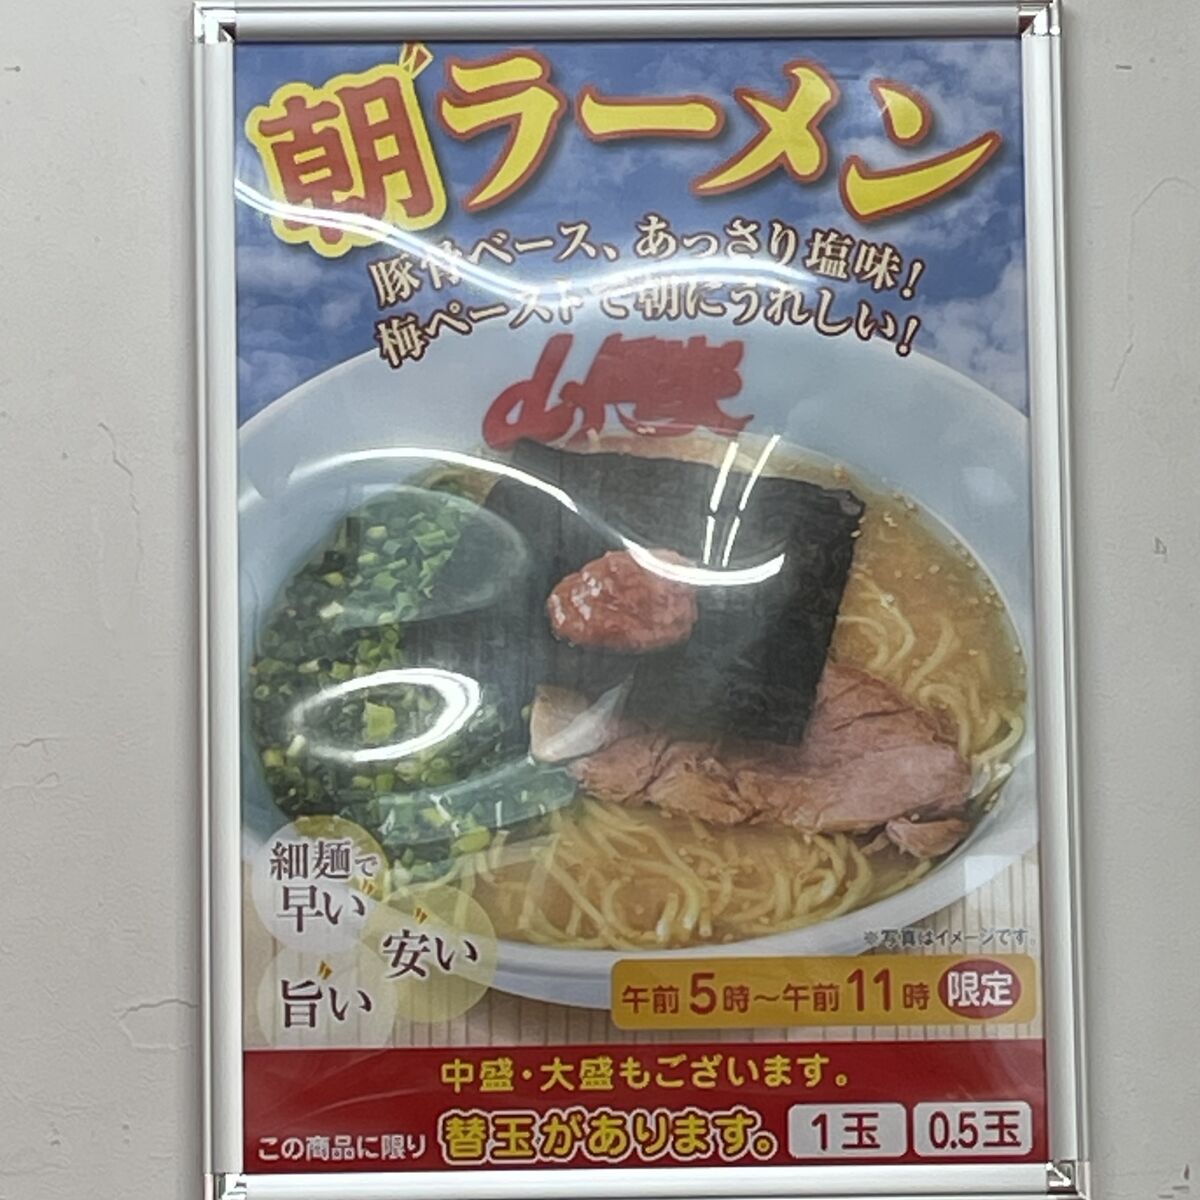 朝ラーメン
豚骨ベース、あっさり塩味!
梅ペーストで朝にうれしい!
細麺で
早い
安い
旨い
※写真はイメージです。
午前5時～午前11時 限定
中盛・大盛もございます。
この商品に限り 替玉があります。 1玉 0.5玉